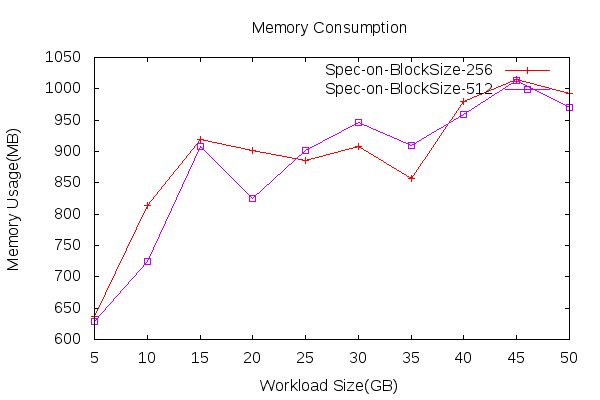 Memory Consumption
1050
1000
950
900
850
800
750
700
650
600
Memory Usage(MB)
Spec-on-BlockSize-256
Spec-on-BlockSize-512
5 10 15 20 25 30 35 40 45 50
Workload Size(GB)